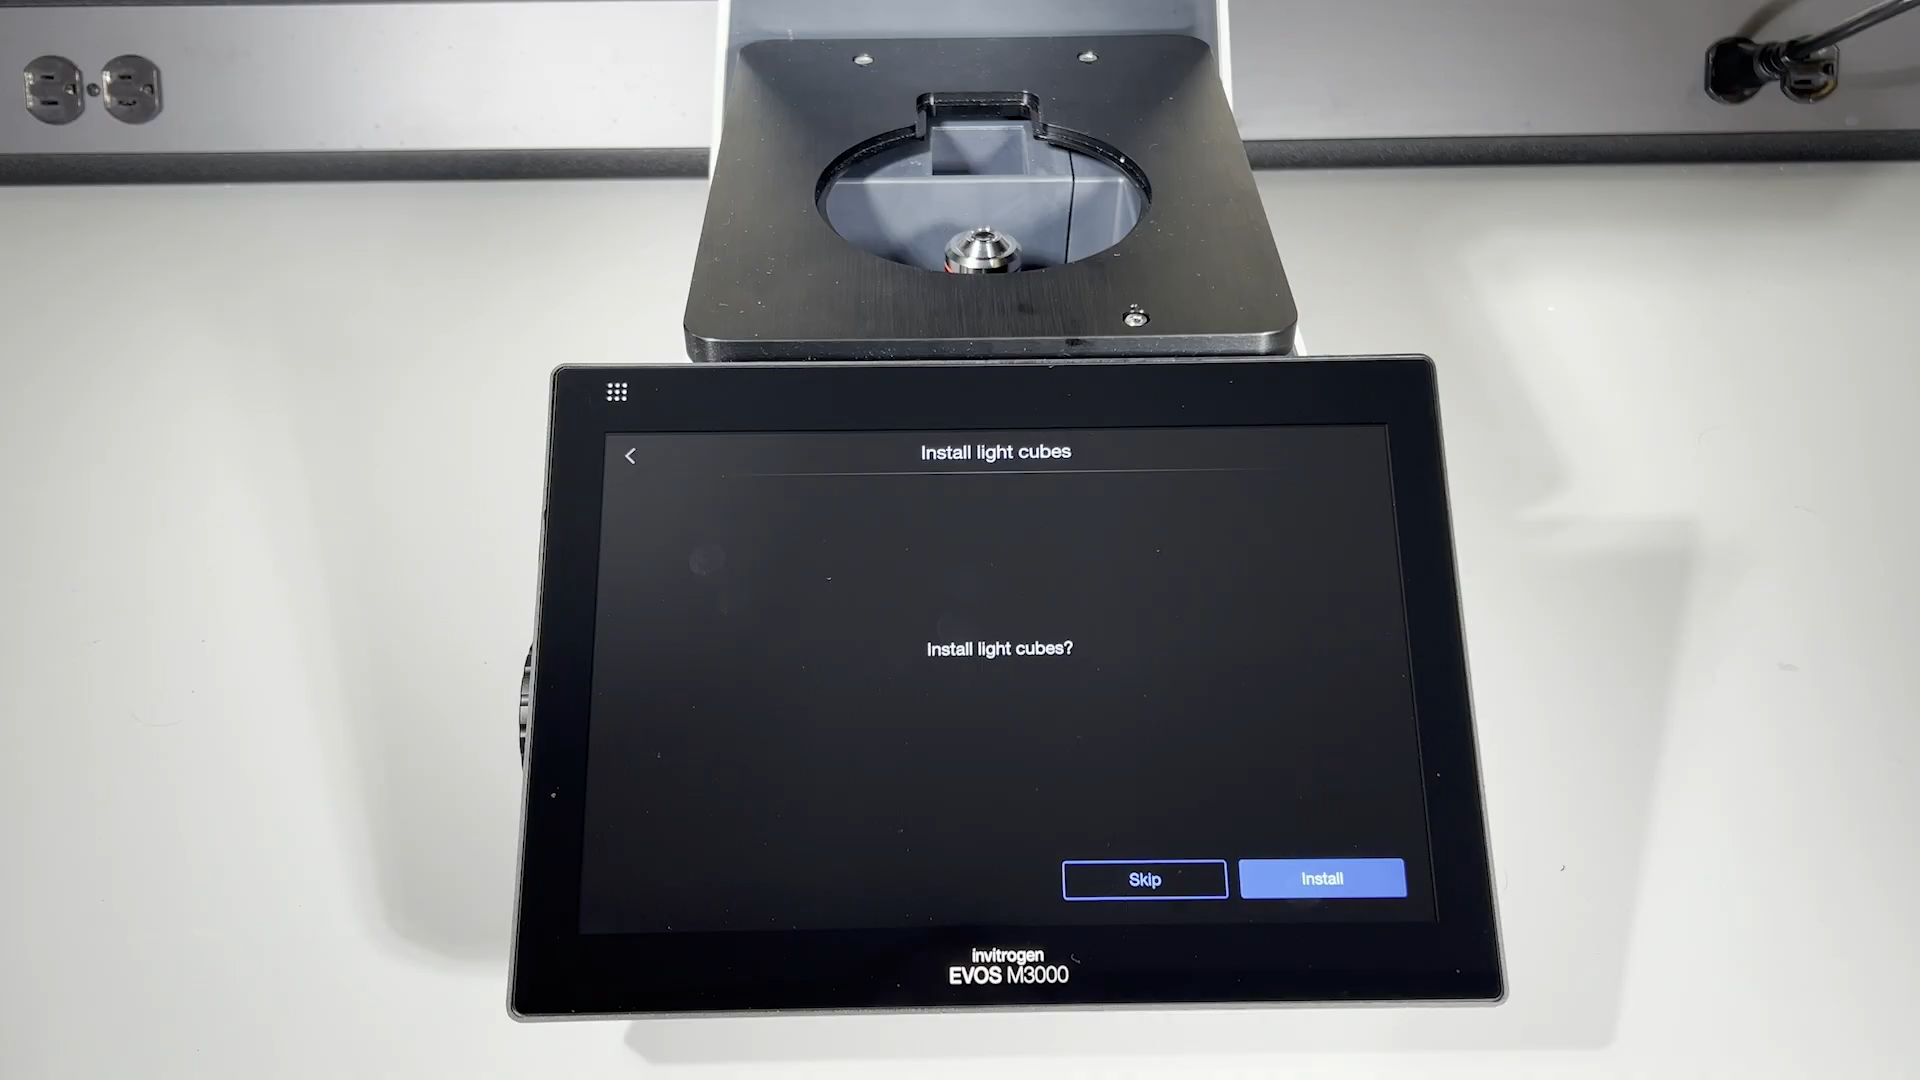 Install light cubes
Install light cubes?
Skip
Install
invitrogen
EVOS M3000